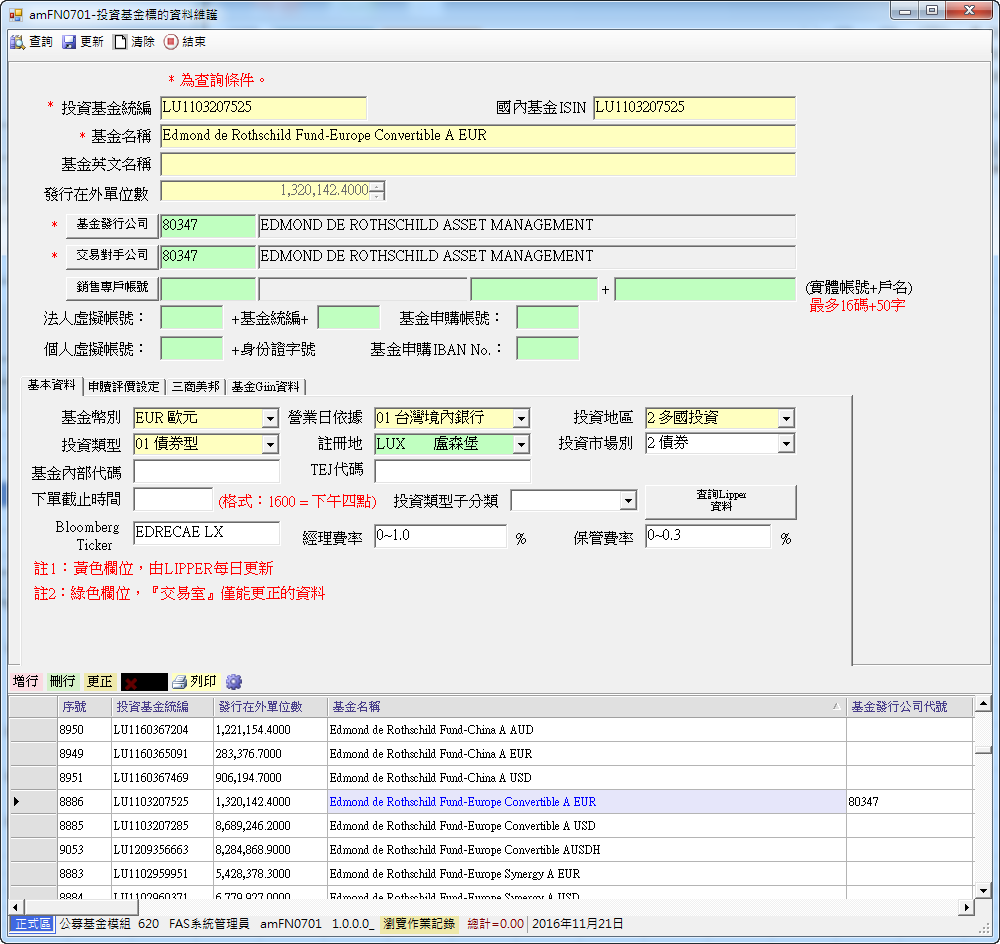 amFN0701-投資基金標的資料維護
查詢 更新 清除 結束
* 為查詢條件。
* 投資基金統編 LU1103207525 國內基金ISIN LU1103207525
* 基金名稱 Edmond de Rothschild Fund-Europe Convertible A EUR
基金英文名稱
發行在外單位數 1,320,142.4000
* 基金發行公司 80347 EDMOND DE ROTHSCHILD ASSET MANAGEMENT
* 交易對手公司 80347 EDMOND DE ROTHSCHILD ASSET MANAGEMENT
銷售專戶帳號 + (實體帳號+戶名)
最多16碼+50字
法人虛擬帳號： +基金統編+ 基金申購帳號：
個人虛擬帳號： +身份證字號 基金申購IBAN No.：
基本資料 申贖評價設定 三商美邦 基金Giin資料
基金幣別 EUR 歐元 營業日依據 01 台灣境內銀行 投資地區 2 多國投資
投資類型 01 債券型 註冊地 LUX 盧森堡 投資市場別 2 債券
基金內部代碼 TEJ代碼
下單截止時間 (格式：1600 = 下午四點) 投資類型子分類 查詢Lipper
資料
Bloomberg
Ticker EDRECAE LX 經理費率 0~1.0 % 保管費率 0~0.3 %
註1：黃色欄位，由LIPPER每日更新
註2：綠色欄位，『交易室』僅能更正的資料
增行 刪行 更正 列印
序號 投資基金統編 發行在外單位數 基金名稱 基金發行公司代號
8950 LU1160367204 1,221,154.4000 Edmond de Rothschild Fund-China A AUD
8949 LU1160365091 283,376.7000 Edmond de Rothschild Fund-China A EUR
8951 LU1160367469 906,194.7000 Edmond de Rothschild Fund-China A USD
8886 LU1103207525 1,320,142.4000 Edmond de Rothschild Fund-Europe Convertible A EUR 80347
8885 LU1103207285 8,689,246.2000 Edmond de Rothschild Fund-Europe Convertible A USD
9053 LU1209356663 8,284,868.9000 Edmond de Rothschild Fund-Europe Convertible AUSDH
8883 LU1102959951 5,428,378.3000 Edmond de Rothschild Fund-Europe Synergy A EUR
8884 LU1102960371 6,779,927.0000 Edmond de Rothschild Fund-Europe Synergy A USD
正式區 公募基金模組 620 FAS系統管理員 amFN0701 1.0.0.0_ 瀏覽作業記錄 總計=0.00 2016年11月21日